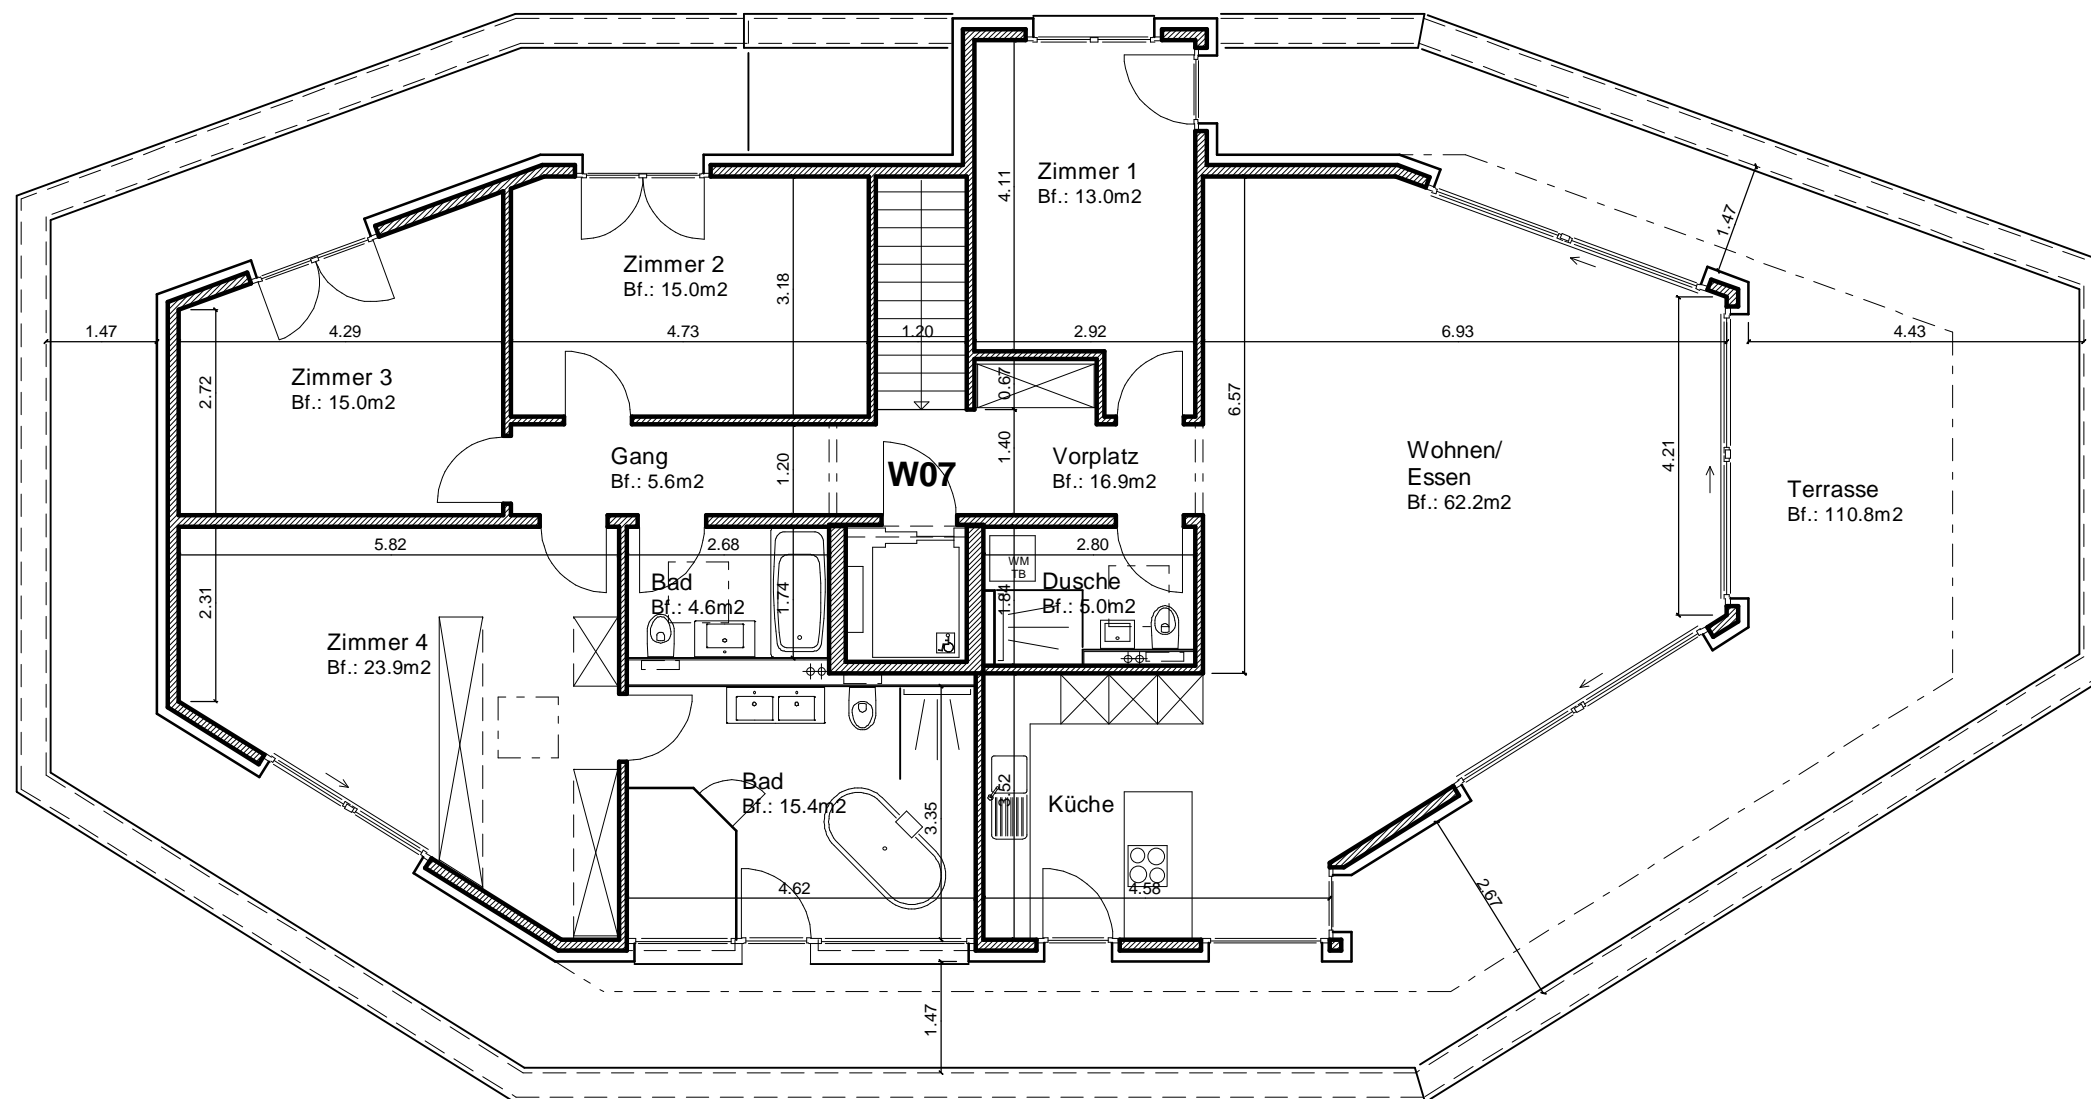 Zimmer 1
Bf.: 13.0m2
4.11
1.47
Zimmer 2
Bf.: 15.0m2
3.18
1.47
4.29
4.73
1.20
2.92
6.93
4.43
Zimmer 3
Bf.: 15.0m2
2.72
0.67
6.57
Gang
Bf.: 5.6m2
1.20
W07
1.40
Vorplatz
Bf.: 16.9m2
Wohnen/
Essen
Bf.: 62.2m2
4.21
Terrasse
Bf.: 110.8m2
5.82
2.68
2.80
WM
TB
Bad
Bf.: 4.6m2
1.74
Dusche
Bf.: 5.0m2
1.84
2.31
Zimmer 4
Bf.: 23.9m2
Bad
Bf.: 15.4m2
3.35
3.52
Küche
4.62
4.58
2.67
1.47